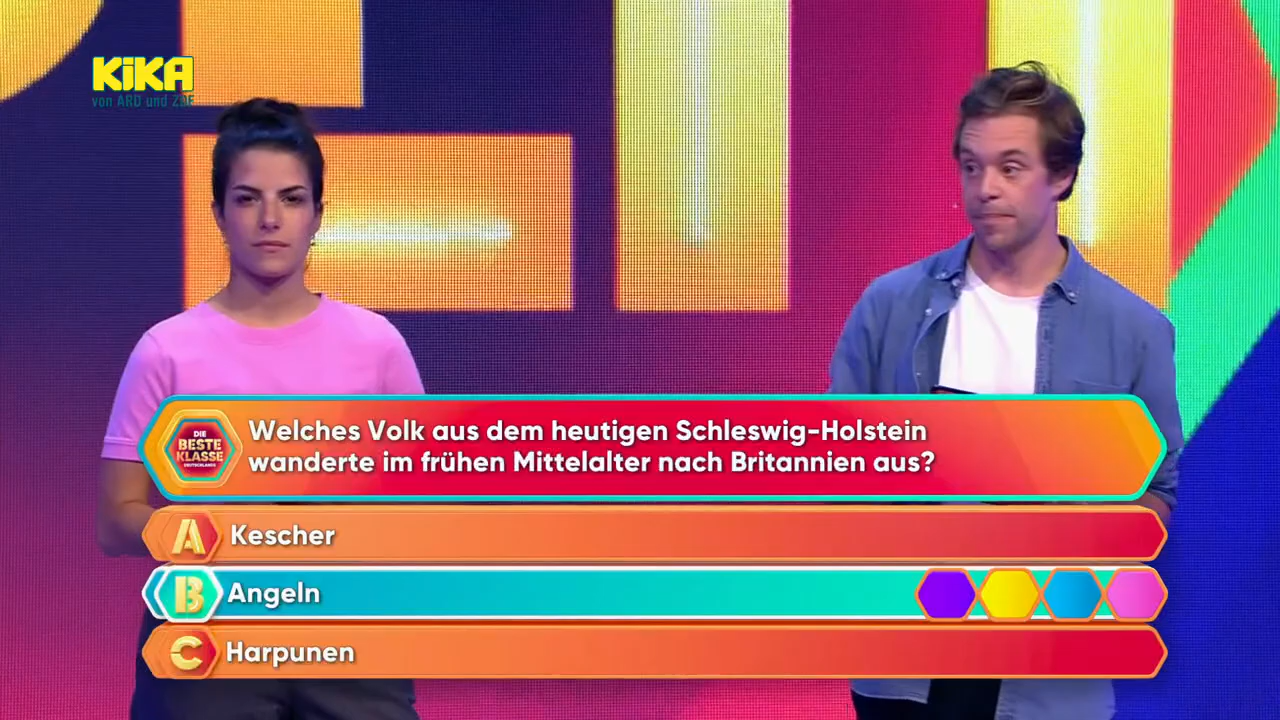 KiKA
von ARD und ZDF
DIE
BESTE
KLASSE
DEUTSCHLANDS
Welches Volk aus dem heutigen Schleswig-Holstein
wanderte im frühen Mittelalter nach Britannien aus?
A Kescher
B Angeln
C Harpunen